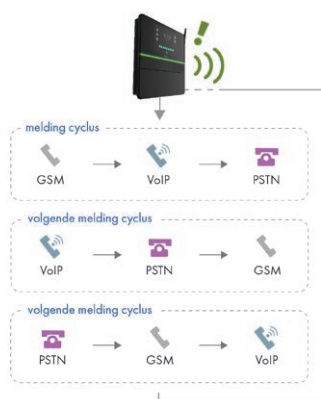 melding cyclus
GSM VoIP PSTN
volgende melding cyclus
VoIP PSTN GSM
volgende melding cyclus
PSTN GSM VoIP